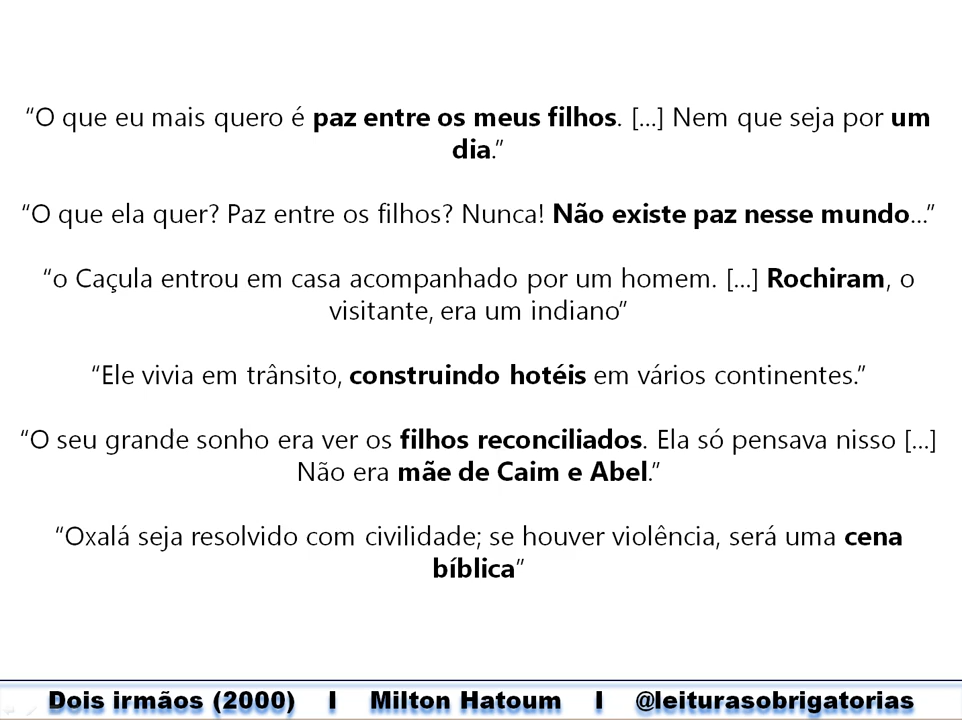 “O que eu mais quero é paz entre os meus filhos. [...] Nem que seja por um
dia.”
“O que ela quer? Paz entre os filhos? Nunca! Não existe paz nesse mundo...”
“o Caçula entrou em casa acompanhado por um homem. [...] Rochiram, o
visitante, era um indiano”
“Ele vivia em trânsito, construindo hotéis em vários continentes.”
“O seu grande sonho era ver os filhos reconciliados. Ela só pensava nisso [...]
Não era mãe de Caim e Abel.”
“Oxalá seja resolvido com civilidade; se houver violência, será uma cena
bíblica”
Dois irmãos (2000) I Milton Hatoum I @leiturasobrigatorias